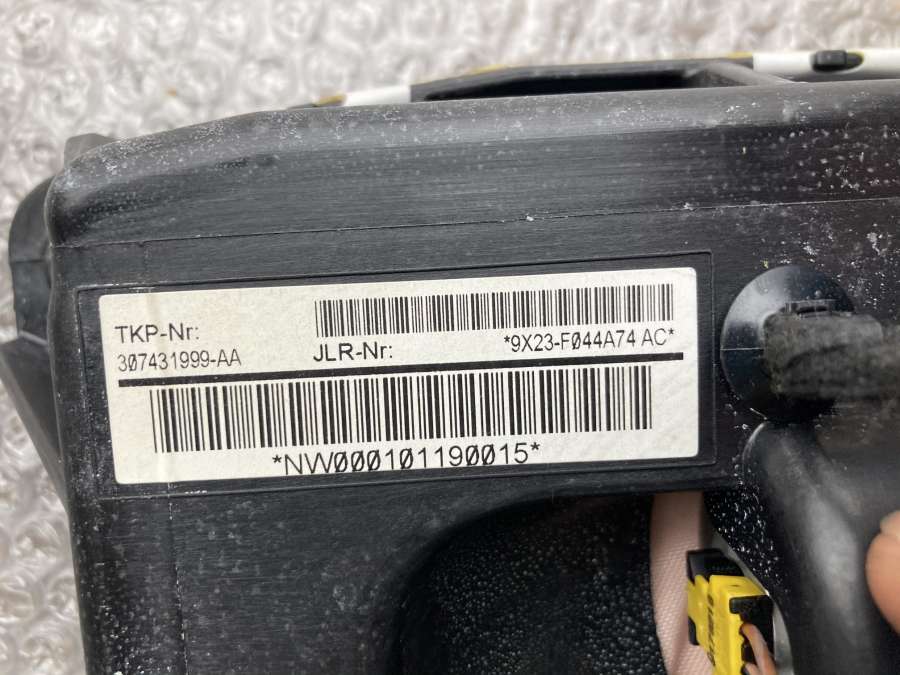 TKP-Nr:
307431999-AA
JLR-Nr:
*9X23-F044A74 AC*
*NW000101190015*